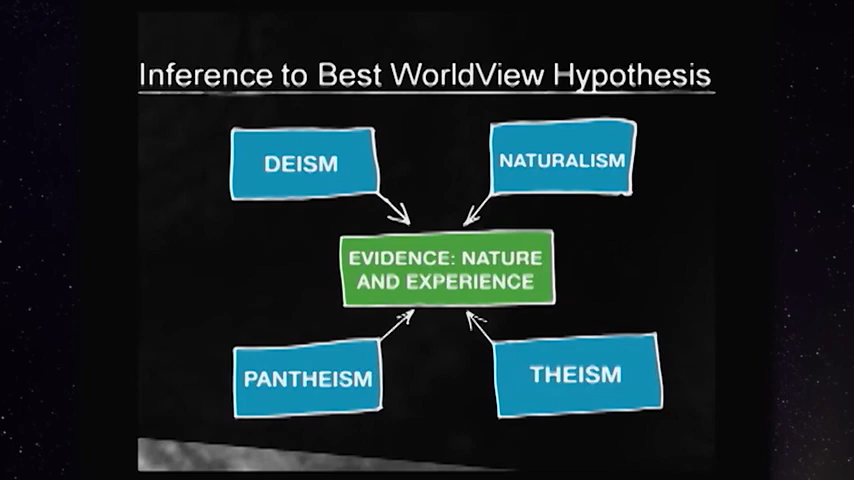 Inference to Best WorldView Hypothesis
DEISM
NATURALISM
EVIDENCE: NATURE
AND EXPERIENCE
PANTHEISM
THEISM